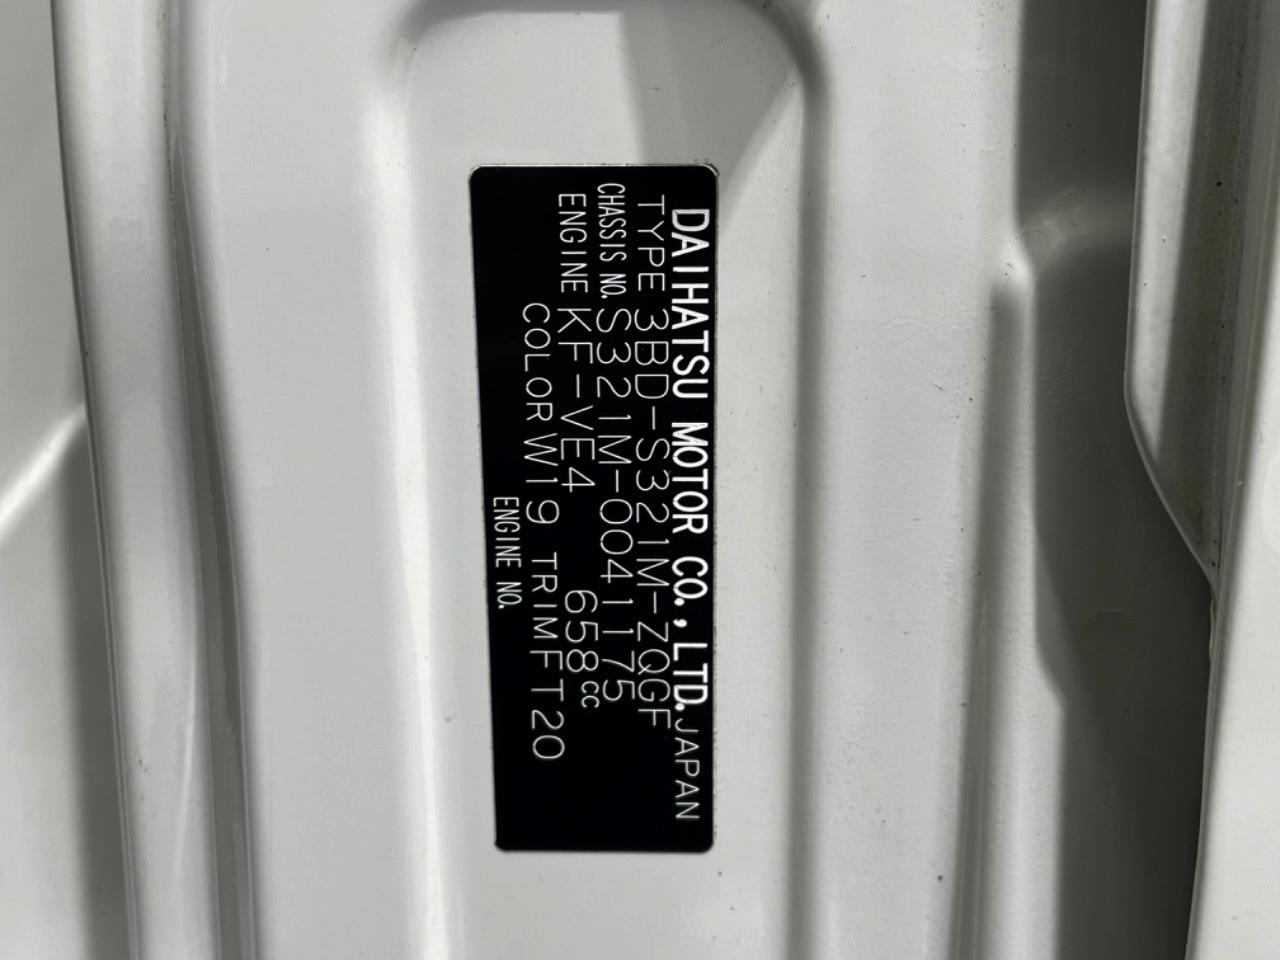 DAIHATSU MOTOR CO., LTD. JAPAN
TYPE 3BD-S321M-ZQGF
CHASSIS NO. S321M-0041175
ENGINE KF-VE4 658cc
COLOR W19 TRIM FT20
ENGINE NO.